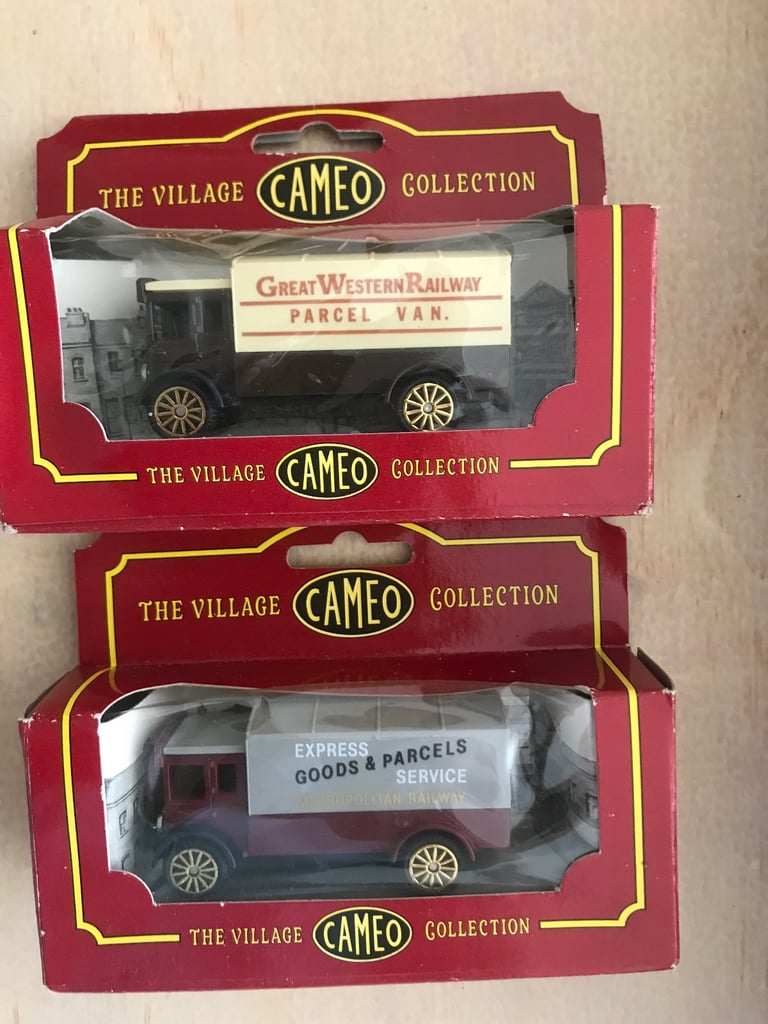 THE VILLAGE CAMEO COLLECTION
GREAT WESTERN RAILWAY
PARCEL VAN.
THE VILLAGE CAMEO COLLECTION
THE VILLAGE CAMEO COLLECTION
EXPRESS
GOODS & PARCELS
SERVICE
METROPOLITAN RAILWAY
THE VILLAGE CAMEO COLLECTION